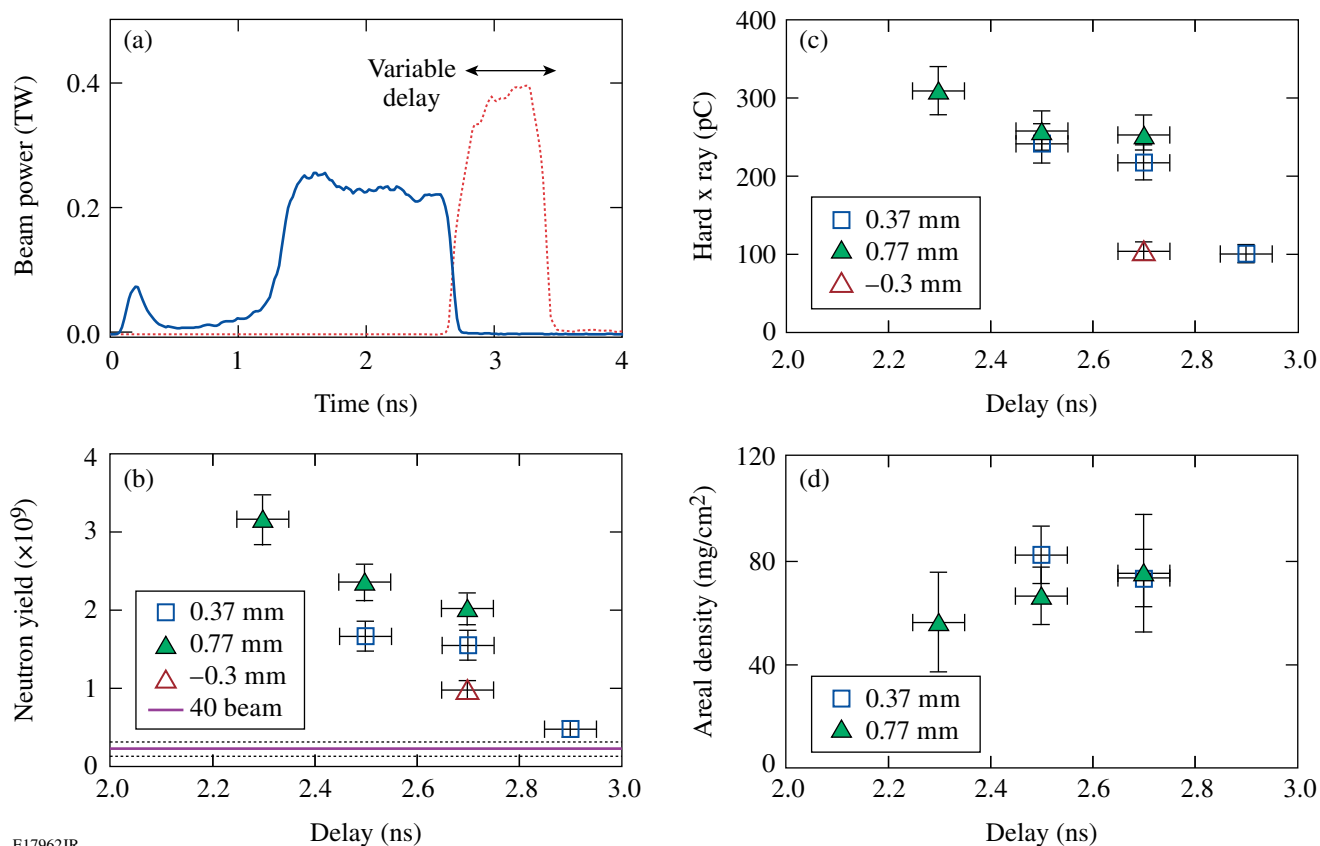 (a)
Variable
delay
Beam power (TW)
0.4
0.2
0.0
0 1 2 3 4
Time (ns)
(c)
Hard x ray (pC)
400
300
200
100
0
0.37 mm
0.77 mm
–0.3 mm
2.0 2.2 2.4 2.6 2.8 3.0
Delay (ns)
(b)
Neutron yield (×10⁹)
4
3
2
1
0
0.37 mm
0.77 mm
–0.3 mm
40 beam
2.0 2.2 2.4 2.6 2.8 3.0
Delay (ns)
(d)
Areal density (mg/cm²)
120
80
40
0
0.37 mm
0.77 mm
2.0 2.2 2.4 2.6 2.8 3.0
Delay (ns)